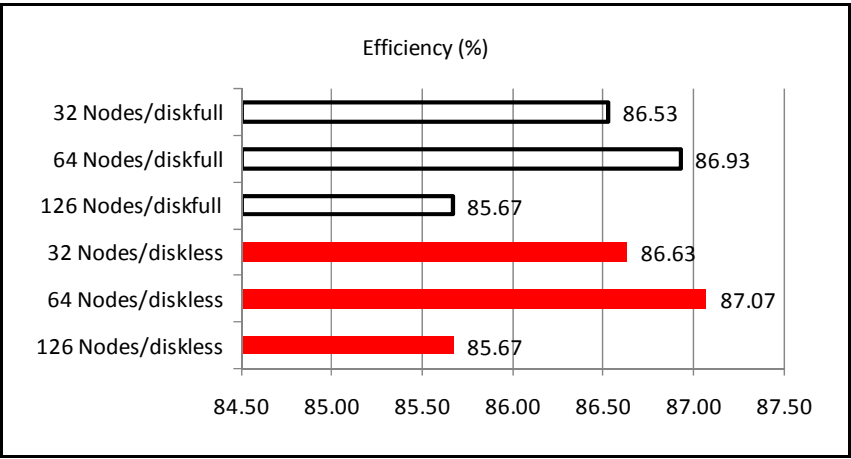 Efficiency (%)
32 Nodes/diskfull 86.53
64 Nodes/diskfull 86.93
126 Nodes/diskfull 85.67
32 Nodes/diskless 86.63
64 Nodes/diskless 87.07
126 Nodes/diskless 85.67
84.50 85.00 85.50 86.00 86.50 87.00 87.50